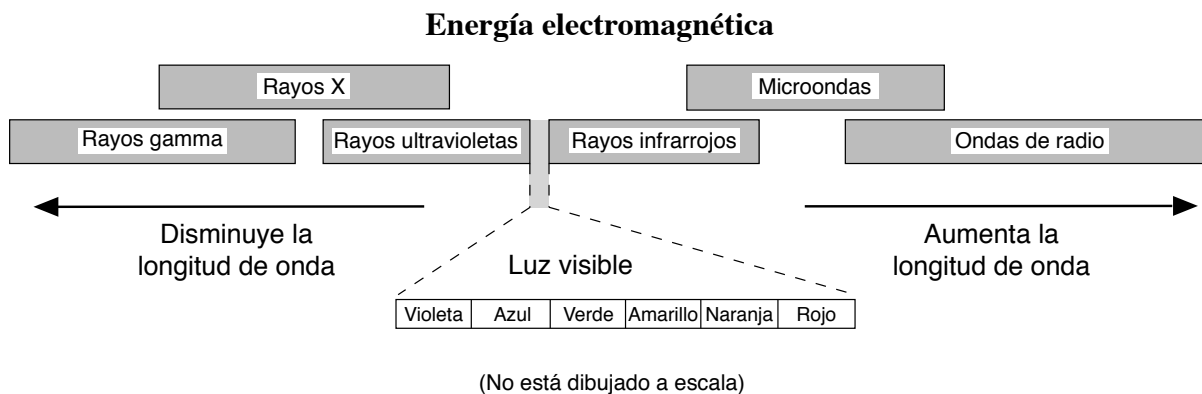 Energía electromagnética
Rayos X
Microondas
Rayos gamma
Rayos ultravioletas
Rayos infrarrojos
Ondas de radio
Disminuye la
longitud de onda
Luz visible
Aumenta la
longitud de onda
Violeta
Azul
Verde
Amarillo
Naranja
Rojo
(No está dibujado a escala)